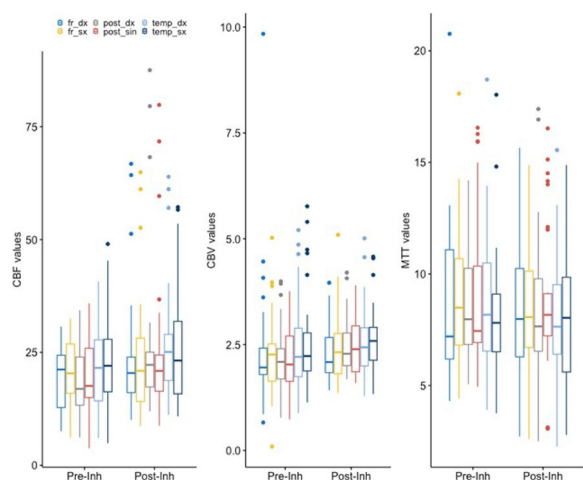 fr_dx post_dx temp_dx
fr_sx post_sin temp_sx
CBF values
75
50
25
0
Pre-Inh Post-Inh
CBV values
10.0
7.5
5.0
2.5
0.0
Pre-Inh Post-Inh
MTT values
20
15
10
5
Pre-Inh Post-Inh